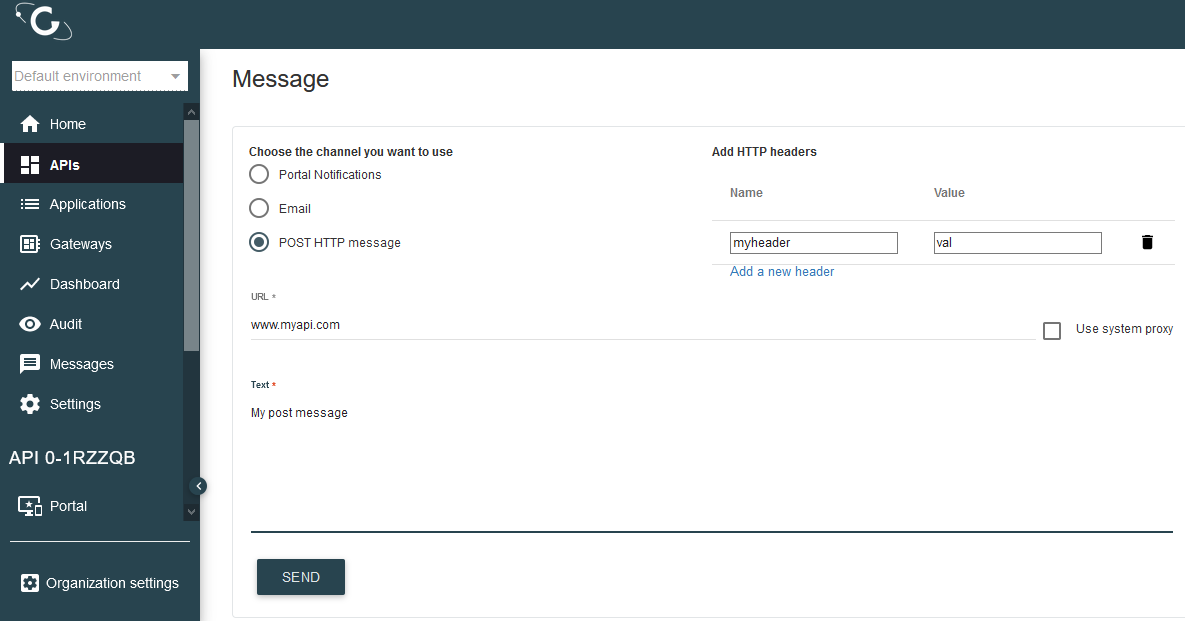 Default environment
Home
APIs
Applications
Gateways
Dashboard
Audit
Messages
Settings
API 0-1RZZQB
Portal
Organization settings
Message
Choose the channel you want to use
Portal Notifications
Email
POST HTTP message
Add HTTP headers
Name Value
myheader val
Add a new header
URL *
www.myapi.com
Use system proxy
Text *
My post message
SEND